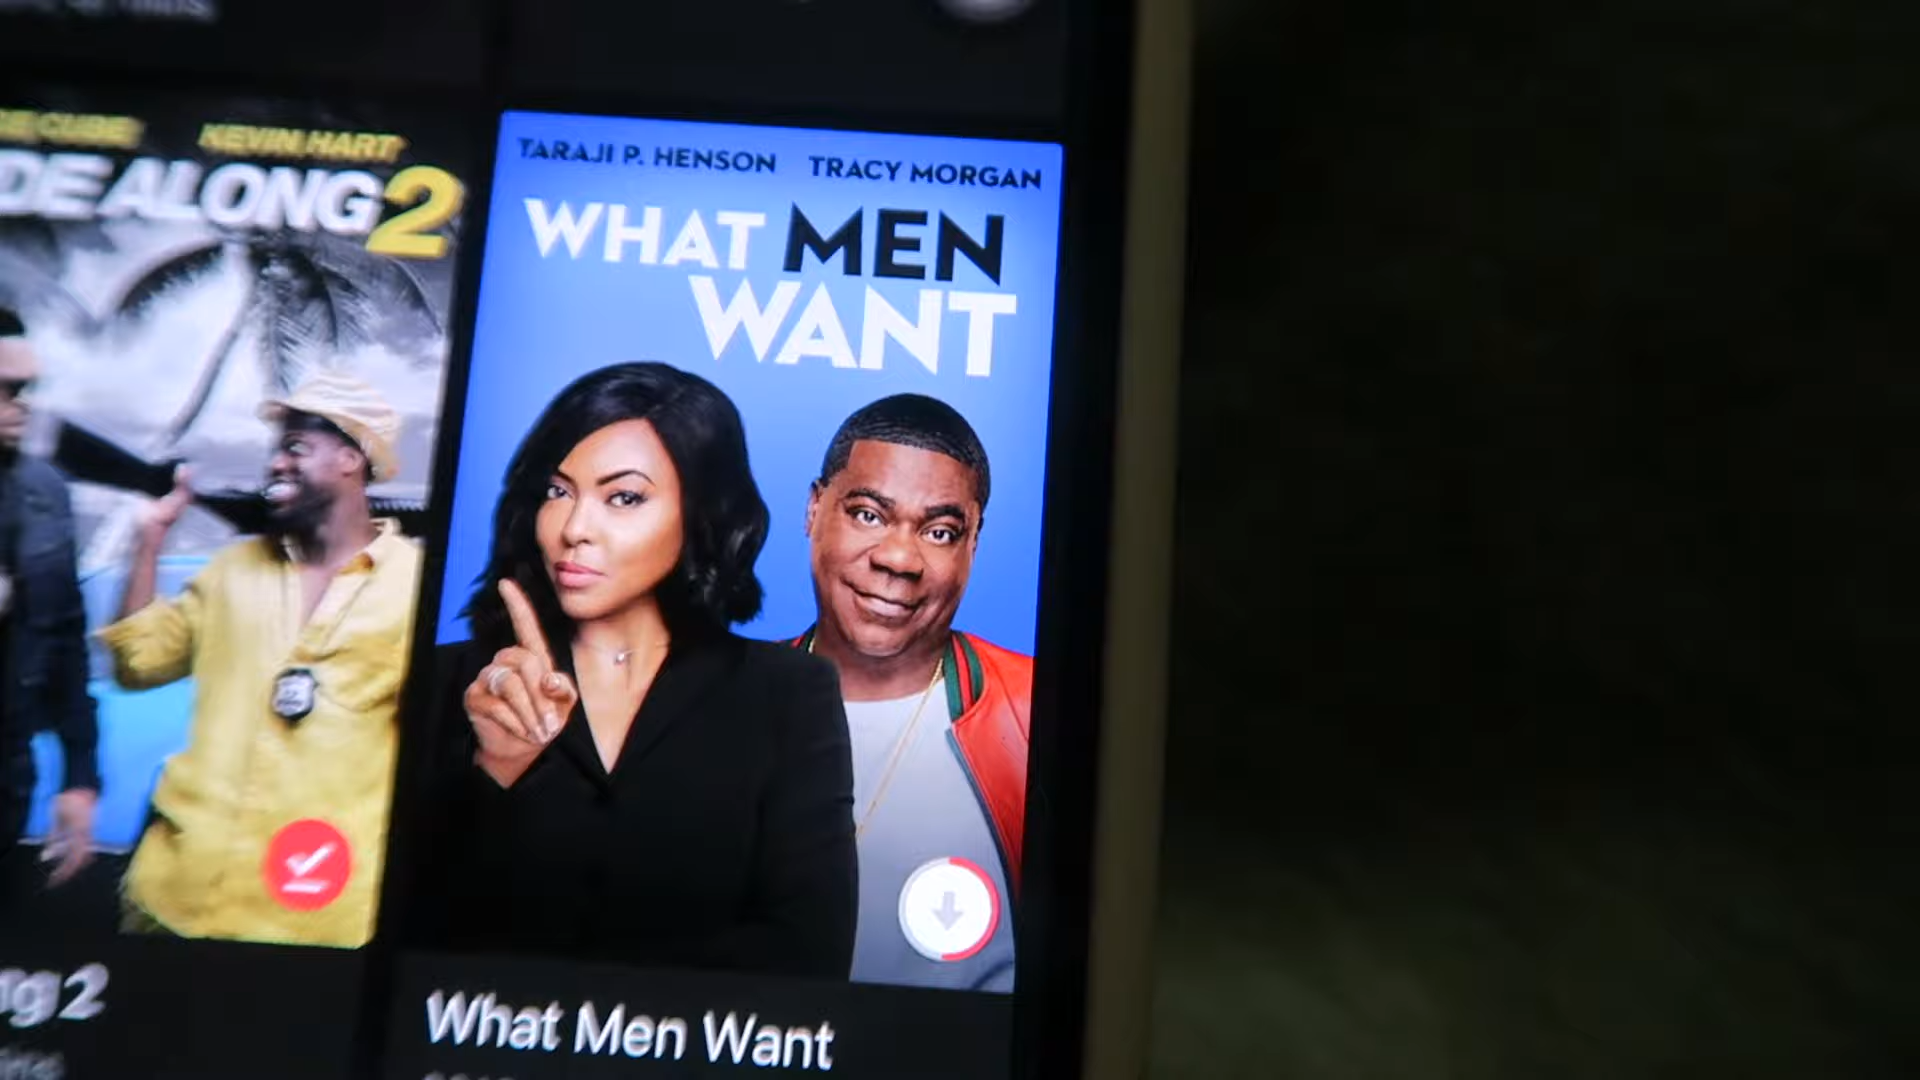 KEVIN HART
DE ALONG 2
TARAJI P. HENSON TRACY MORGAN
WHAT MEN
WANT
ng 2
What Men Want